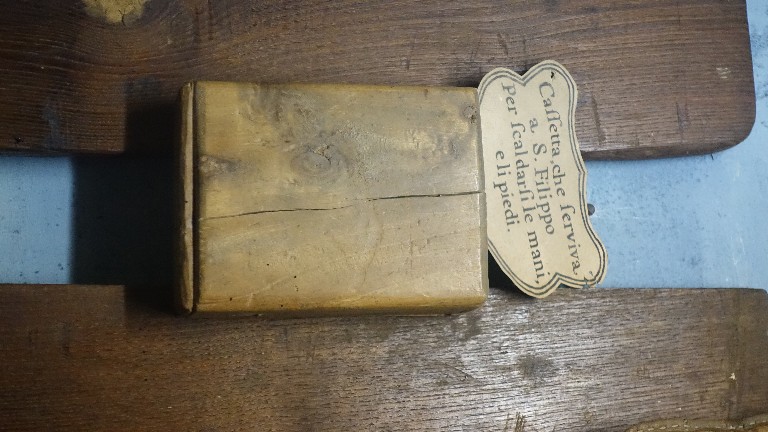 Caſſetta, che ſerviva
a S. Filippo
per ſcaldarſi le mani,
e li piedi.